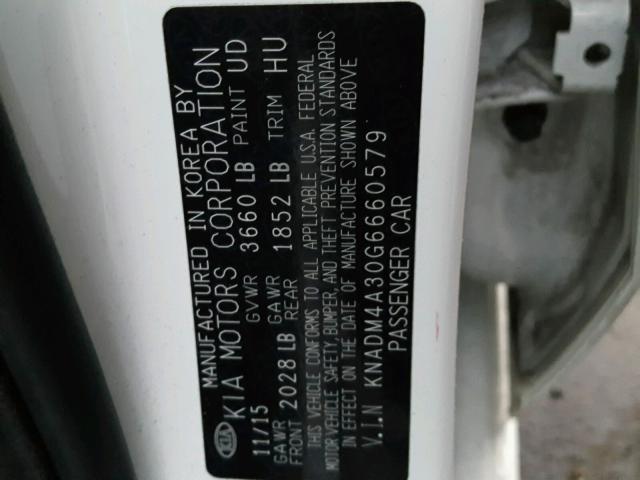 KIA
MANUFACTURED IN KOREA BY
KIA MOTORS CORPORATION
11/15 GVWR 3660 LB PAINT UD
GAWR FRONT 2028 LB GAWR REAR 1852 LB TRIM HU
THIS VEHICLE CONFORMS TO ALL APPLICABLE U.S.A. FEDERAL
MOTOR VEHICLE SAFETY, BUMPER, AND THEFT PREVENTION STANDARDS
IN EFFECT ON THE DATE OF MANUFACTURE SHOWN ABOVE
V.I.N KNADM4A30G6660579
PASSENGER CAR